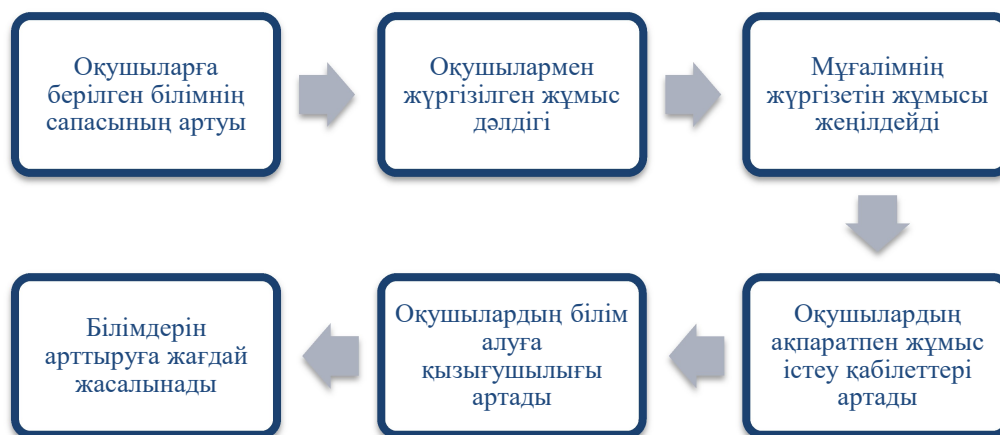 Оқушыларға
берілген білімнің
сапасының артуы
Оқушылармен
жүргізілген жұмыс
дәлдігі
Мұғалімнің
жүргізетін жұмысы
жеңілдейді
Оқушылардың
ақпаратпен жұмыс
істеу қабілеттері
артады
Оқушылардың білім
алуға
қызығушылығы
артады
Білімдерін
арттыруға жағдай
жасалынады